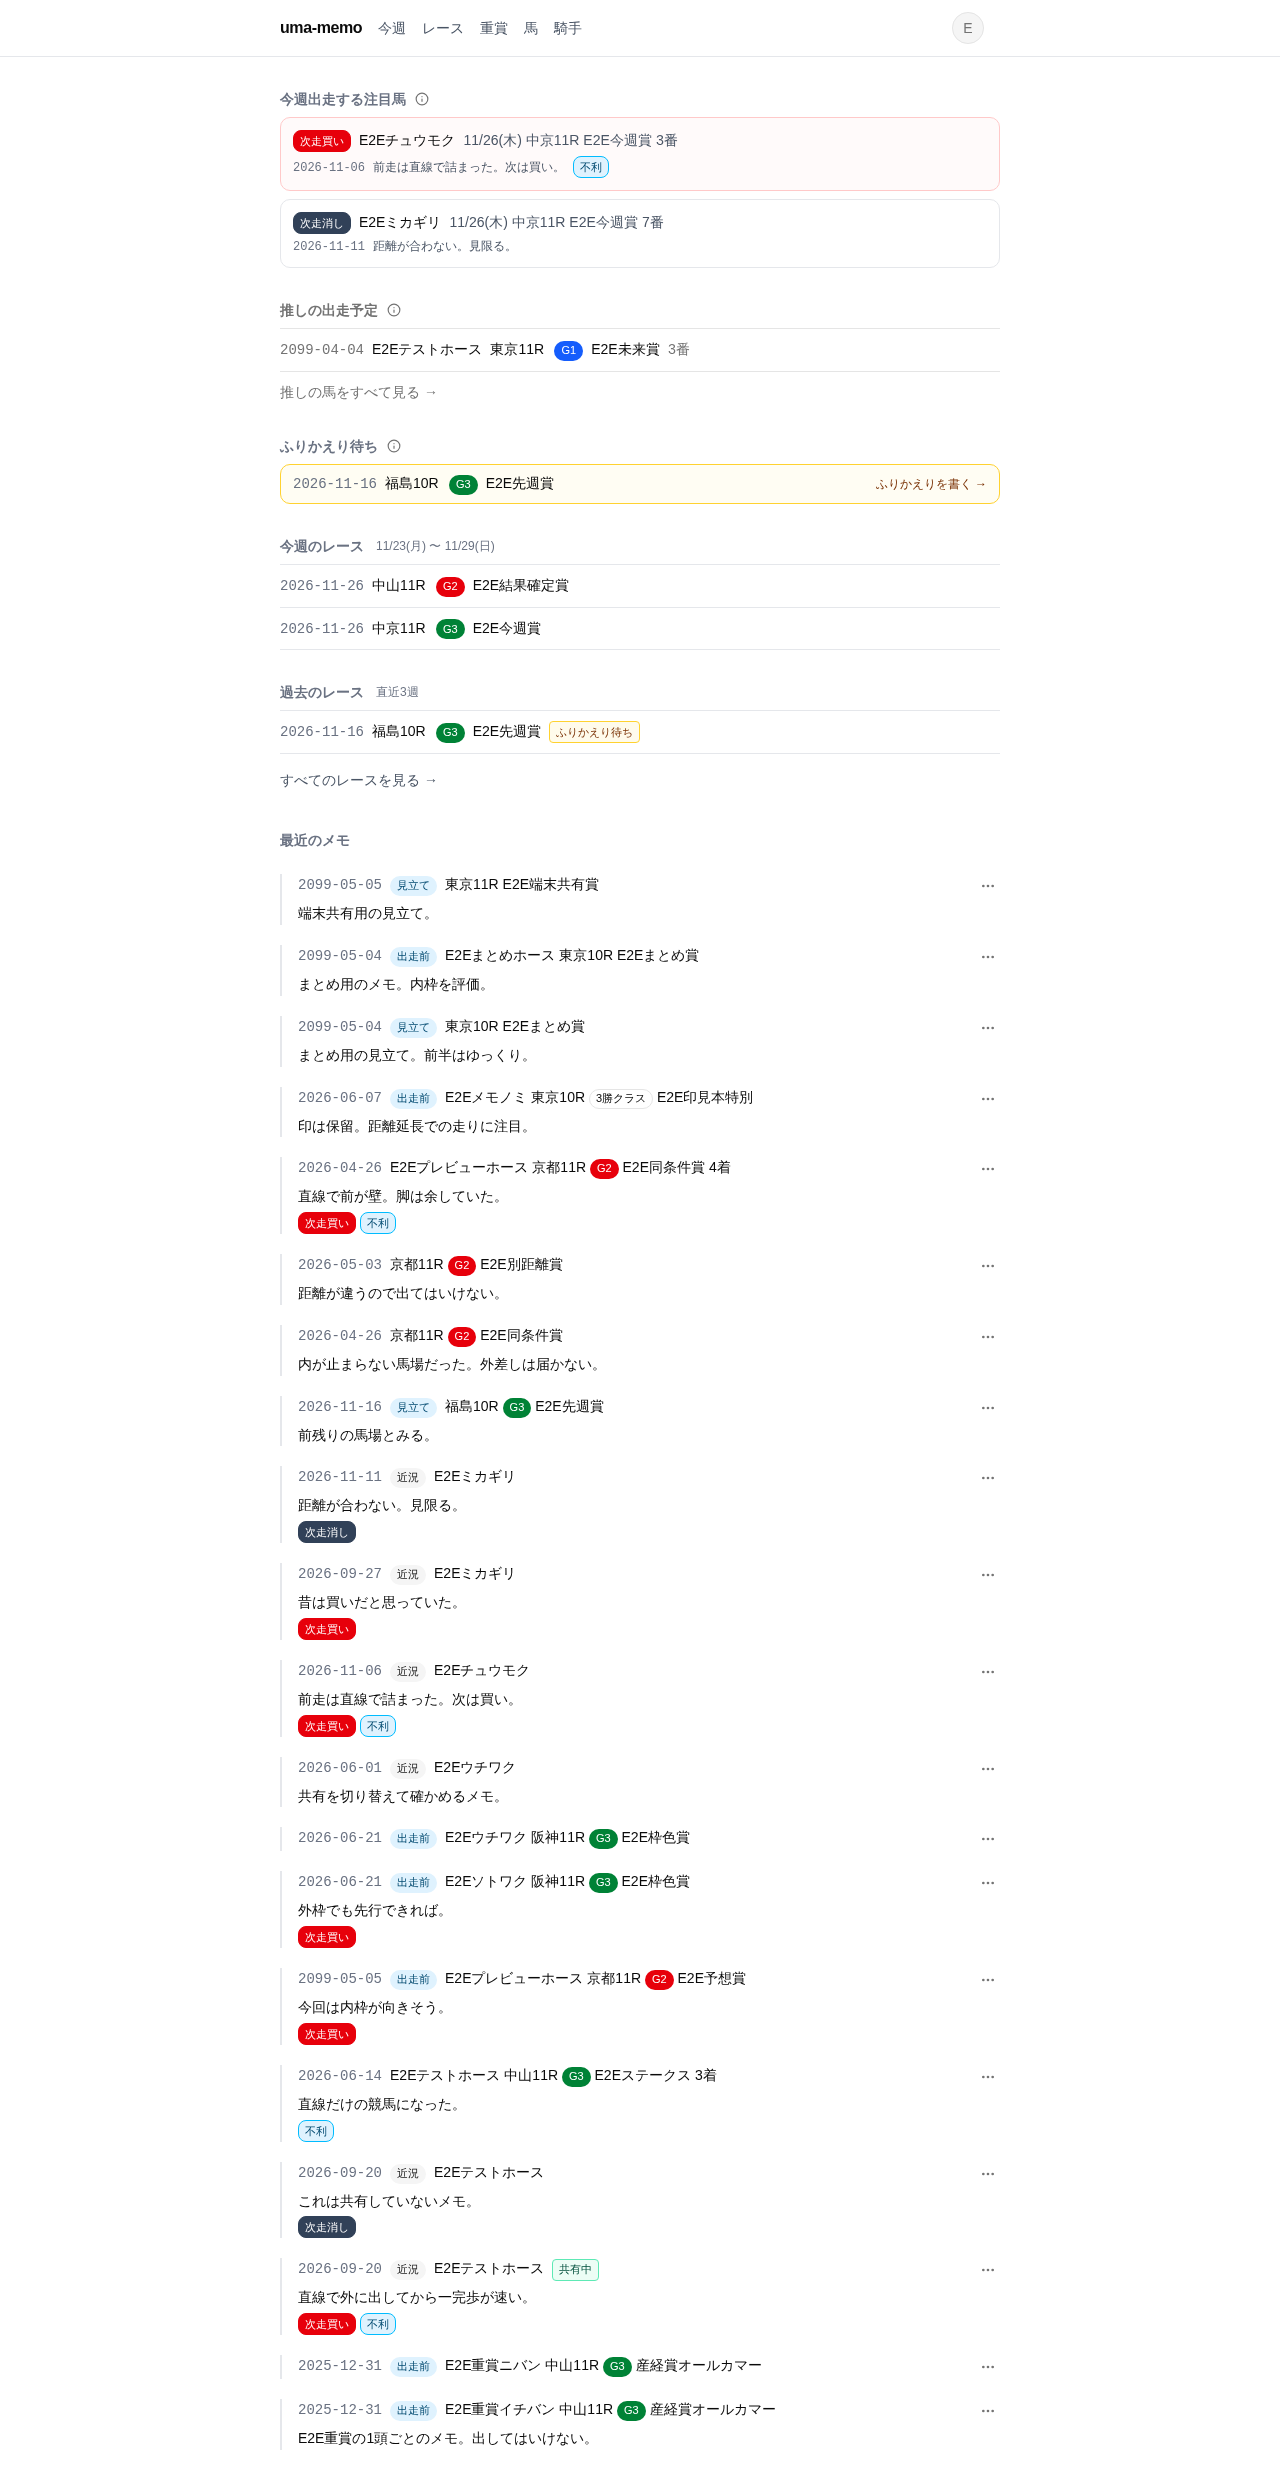 uma-memo 今週 レース 重賞 馬 騎手 E
今週出走する注目馬
次走買い E2Eチュウモク 11/26(木) 中京11R E2E今週賞 3番
2026-11-06 前走は直線で詰まった。次は買い。 不利
次走消し E2Eミカギリ 11/26(木) 中京11R E2E今週賞 7番
2026-11-11 距離が合わない。見限る。
推しの出走予定
2099-04-04 E2Eテストホース 東京11R G1 E2E未来賞 3番
推しの馬をすべて見る →
ふりかえり待ち
2026-11-16 福島10R G3 E2E先週賞 ふりかえりを書く →
今週のレース 11/23(月) 〜 11/29(日)
2026-11-26 中山11R G2 E2E結果確定賞
2026-11-26 中京11R G3 E2E今週賞
過去のレース 直近3週
2026-11-16 福島10R G3 E2E先週賞 ふりかえり待ち
すべてのレースを見る →
最近のメモ
2099-05-05 見立て 東京11R E2E端末共有賞
端末共有用の見立て。
2099-05-04 出走前 E2Eまとめホース 東京10R E2Eまとめ賞
まとめ用のメモ。内枠を評価。
2099-05-04 見立て 東京10R E2Eまとめ賞
まとめ用の見立て。前半はゆっくり。
2026-06-07 出走前 E2Eメモノミ 東京10R 3勝クラス E2E印見本特別
印は保留。距離延長での走りに注目。
2026-04-26 E2Eプレビューホース 京都11R G2 E2E同条件賞 4着
直線で前が壁。脚は余していた。
次走買い 不利
2026-05-03 京都11R G2 E2E別距離賞
距離が違うので出てはいけない。
2026-04-26 京都11R G2 E2E同条件賞
内が止まらない馬場だった。外差しは届かない。
2026-11-16 見立て 福島10R G3 E2E先週賞
前残りの馬場とみる。
2026-11-11 近況 E2Eミカギリ
距離が合わない。見限る。
次走消し
2026-09-27 近況 E2Eミカギリ
昔は買いだと思っていた。
次走買い
2026-11-06 近況 E2Eチュウモク
前走は直線で詰まった。次は買い。
次走買い 不利
2026-06-01 近況 E2Eウチワク
共有を切り替えて確かめるメモ。
2026-06-21 出走前 E2Eウチワク 阪神11R G3 E2E枠色賞
2026-06-21 出走前 E2Eソトワク 阪神11R G3 E2E枠色賞
外枠でも先行できれば。
次走買い
2099-05-05 出走前 E2Eプレビューホース 京都11R G2 E2E予想賞
今回は内枠が向きそう。
次走買い
2026-06-14 E2Eテストホース 中山11R G3 E2Eステークス 3着
直線だけの競馬になった。
不利
2026-09-20 近況 E2Eテストホース
これは共有していないメモ。
次走消し
2026-09-20 近況 E2Eテストホース 共有中
直線で外に出してから一完歩が速い。
次走買い 不利
2025-12-31 出走前 E2E重賞ニバン 中山11R G3 産経賞オールカマー
2025-12-31 出走前 E2E重賞イチバン 中山11R G3 産経賞オールカマー
E2E重賞の1頭ごとのメモ。出してはいけない。